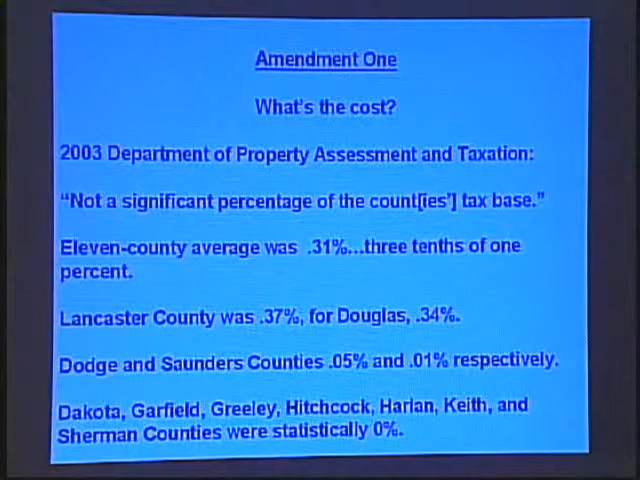 Amendment One
What's the cost?
2003 Department of Property Assessment and Taxation:
“Not a significant percentage of the count[ies'] tax base.”
Eleven-county average was .31%...three tenths of one
percent.
Lancaster County was .37%, for Douglas, .34%.
Dodge and Saunders Counties .05% and .01% respectively.
Dakota, Garfield, Greeley, Hitchcock, Harlan, Keith, and
Sherman Counties were statistically 0%.